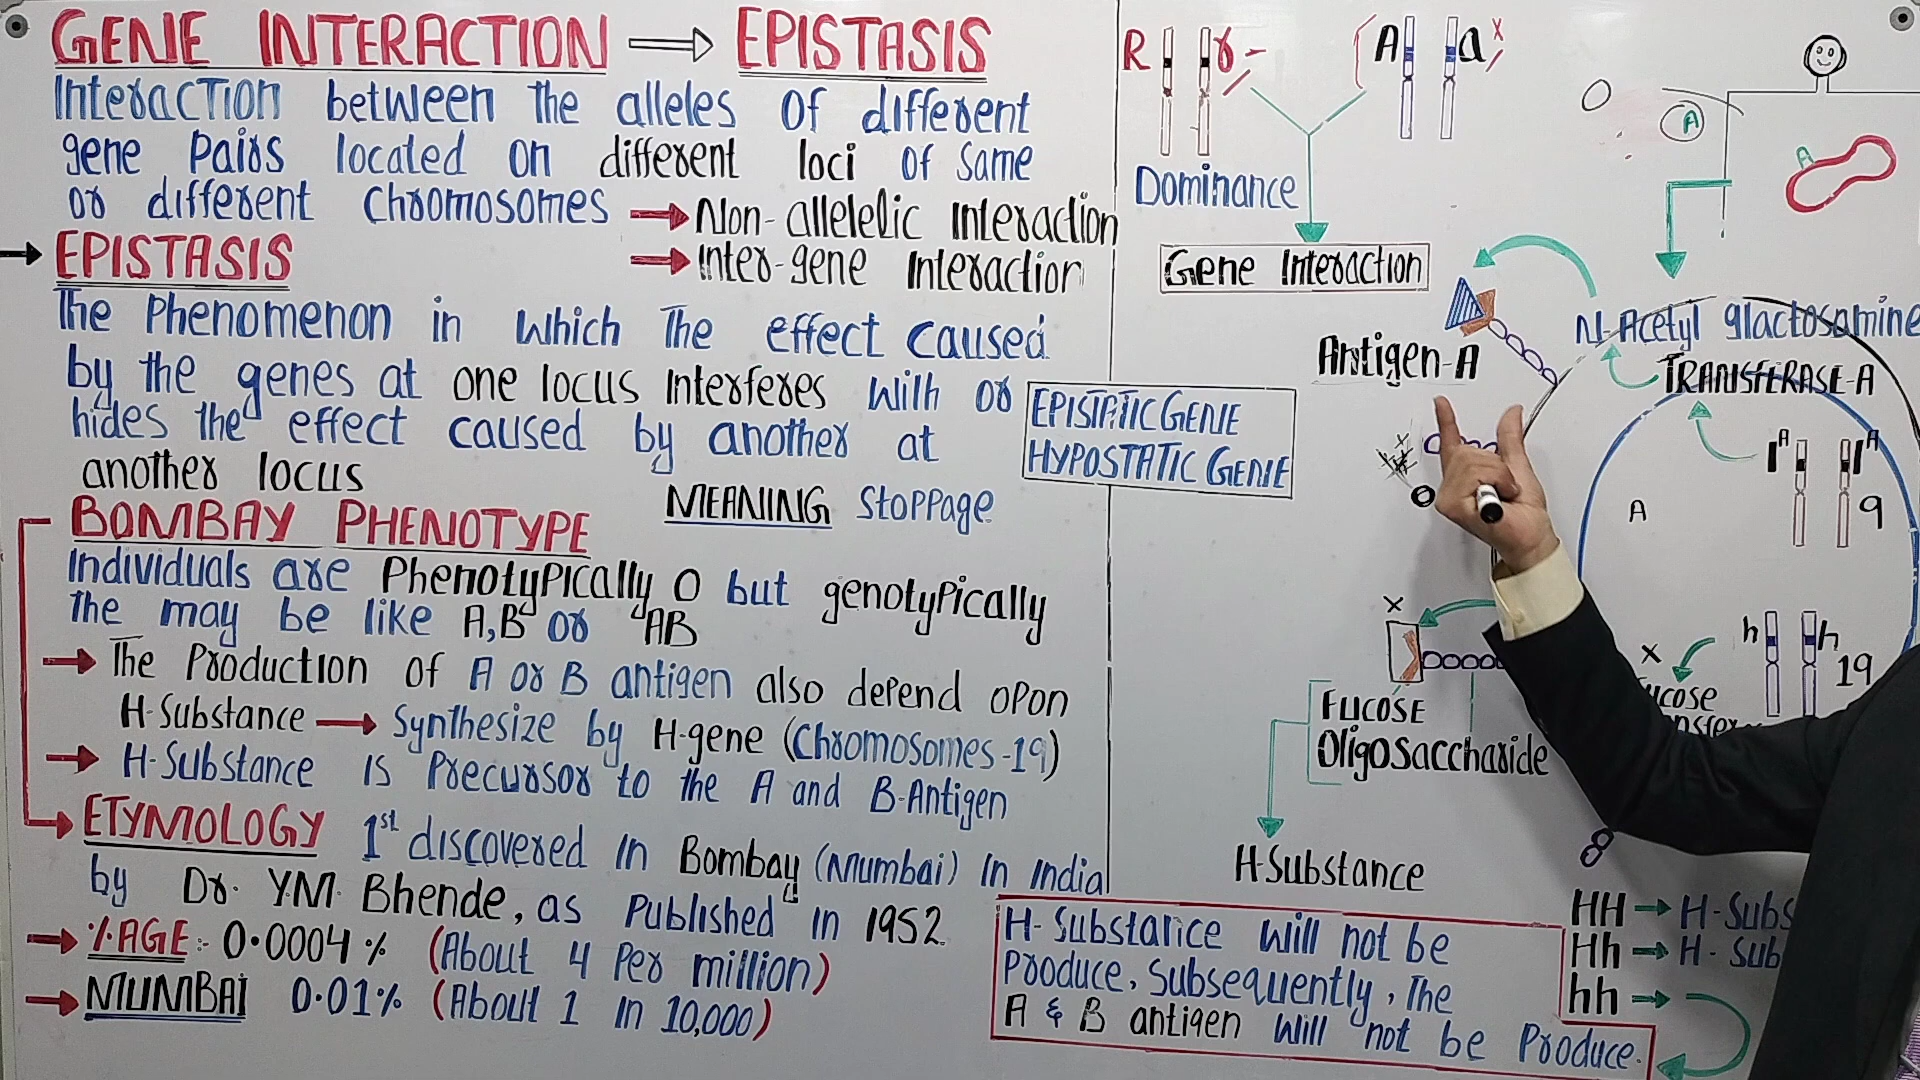 GENE INTERACTION → EPISTASIS
Interaction between the alleles of different
gene pairs located on different loci of same
or different chromosomes → Non-allelelic Interaction
→ Inter-gene Interaction
→ EPISTASIS
The Phenomenon in which The effect caused
by the genes at one locus Interferes with or
hides the effect caused by another at
another locus
MEANING Stoppage
EPISTATIC GENE
HYPOSTATIC GENE
BOMBAY PHENOTYPE
Individuals are Phenotypically O but genotypically
The may be like A,B or AB
→ The Production of A or B antigen also depend opon
H-Substance → Synthesize by H-gene (Chromosomes-19)
→ H-Substance is Precursor to the A and B-Antigen
→ ETYMOLOGY 1st discovered in Bombay (Mumbai) In India
by Dr. Y.M. Bhende, as Published in 1952
→ %AGE:- 0.0004% (About 4 Per million)
→ MUMBAI 0.01% (About 1 in 10,000)
R r
A a x
Dominance
Gene Interaction
O
A
A
Antigen-A
N-Acetyl glactosamine
TRANSFERASE-A
Iᴬ Iᴬ
9
A
x
O
x
h h
19
x
Fucose
Oligosaccharide
H-Substance
HH → H-Subs
Hh → H-Sub
hh →
H-Substance will not be
Produce, Subsequently, The
A & B antigen will not be Produce.